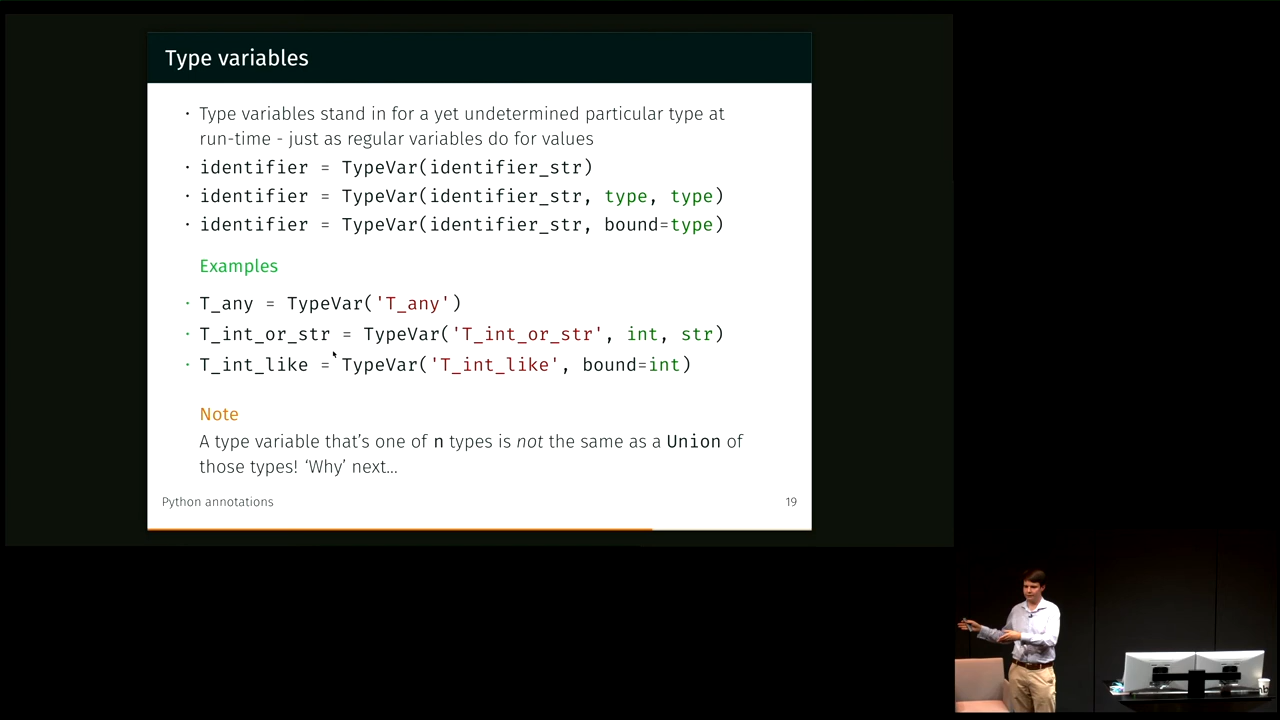 Type variables
· Type variables stand in for a yet undetermined particular type at
run-time - just as regular variables do for values
· identifier = TypeVar(identifier_str)
· identifier = TypeVar(identifier_str, type, type)
· identifier = TypeVar(identifier_str, bound=type)
Examples
· T_any = TypeVar('T_any')
· T_int_or_str = TypeVar('T_int_or_str', int, str)
· T_int_like = TypeVar('T_int_like', bound=int)
Note
A type variable that's one of n types is not the same as a Union of
those types! ‘Why’ next...
Python annotations
19